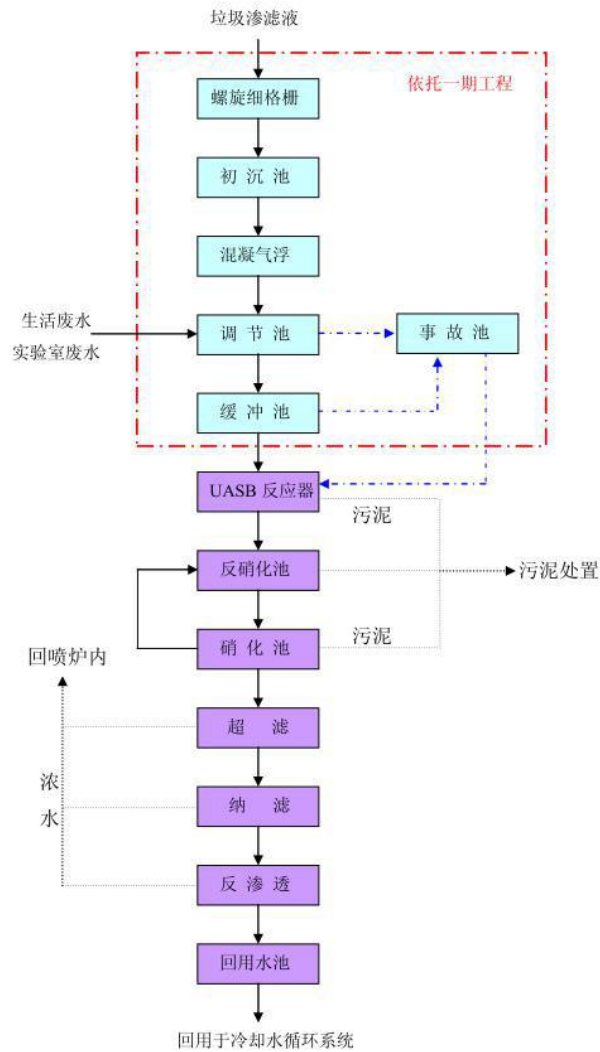 垃圾渗滤液
依托一期工程
螺旋细格栅
初 沉 池
混凝气浮
生活废水
实验室废水
调 节 池
事 故 池
缓 冲 池
UASB 反应器
污泥
反硝化池
污泥处置
污泥
硝 化 池
回喷炉内
超 滤
浓
水
纳 滤
反 渗 透
回用水池
回用于冷却水循环系统